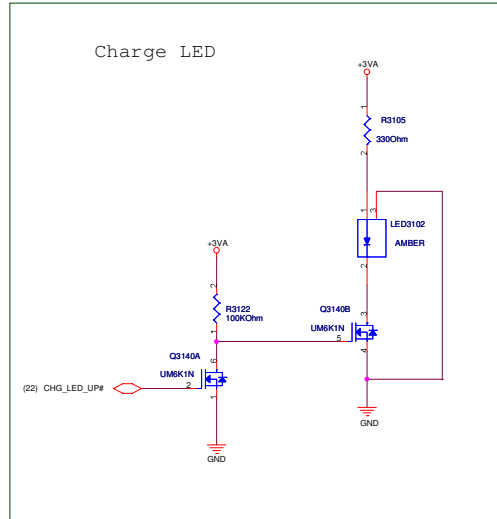 Charge LED
+3VA
1
R3105
330Ohm
2
1
3
LED3102
AMBER
2
+3VA
2
R3122
100KOhm
1
3
Q3140B
UM6K1N
5
4
Q3140A
6
UM6K1N
(22) CHG_LED_UP#
2
1
GND
GND